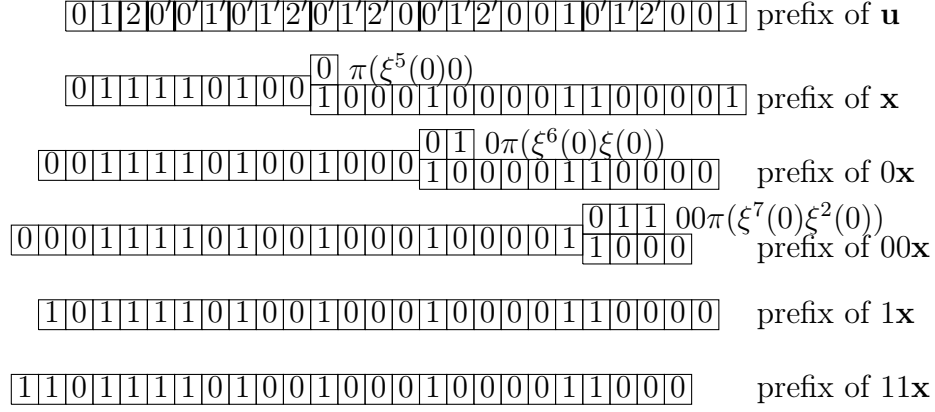 0 1 2 0′ 0′ 1′ 0′ 1′ 2′ 0′ 1′ 2′ 0 0′ 1′ 2′ 0 0 1 0′ 1′ 2′ 0 0 1 prefix of u
0 π(ξ⁵(0)0)
0 1 1 1 1 0 1 0 0 1 0 0 0 1 0 0 0 0 1 1 0 0 0 0 1 prefix of x
0 1 0π(ξ⁶(0)ξ(0))
0 0 1 1 1 1 0 1 0 0 1 0 0 0 1 0 0 0 0 1 1 0 0 0 0 prefix of 0x
0 1 1 00π(ξ⁷(0)ξ²(0))
0 0 0 1 1 1 1 0 1 0 0 1 0 0 0 1 0 0 0 0 1 1 0 0 0 prefix of 00x
1 0 1 1 1 1 0 1 0 0 1 0 0 0 1 0 0 0 0 1 1 0 0 0 0 prefix of 1x
1 1 0 1 1 1 1 0 1 0 0 1 0 0 0 1 0 0 0 0 1 1 0 0 0 prefix of 11x